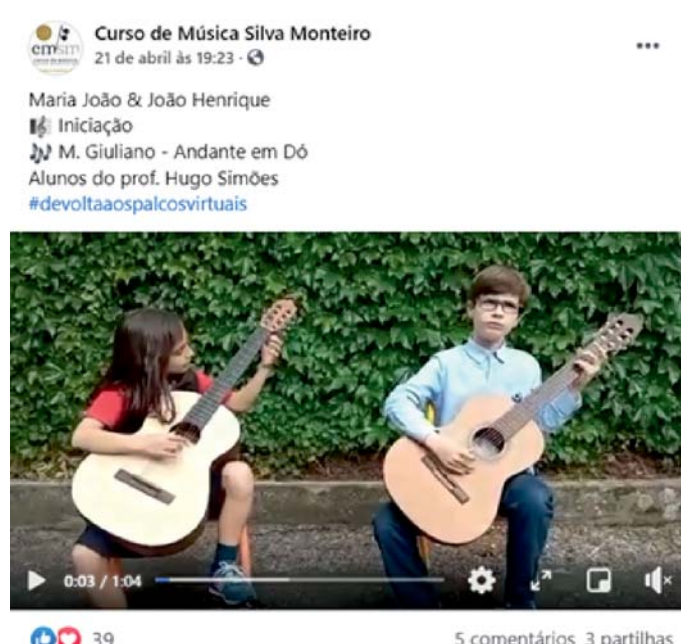 Curso de Música Silva Monteiro
21 de abril às 19:23 ·
Maria João & João Henrique
Iniciação
M. Giuliano - Andante em Dó
Alunos do prof. Hugo Simões
#devoltaaospalcosvirtuais
0:03 / 1:04
39
5 comentários 3 partilhas